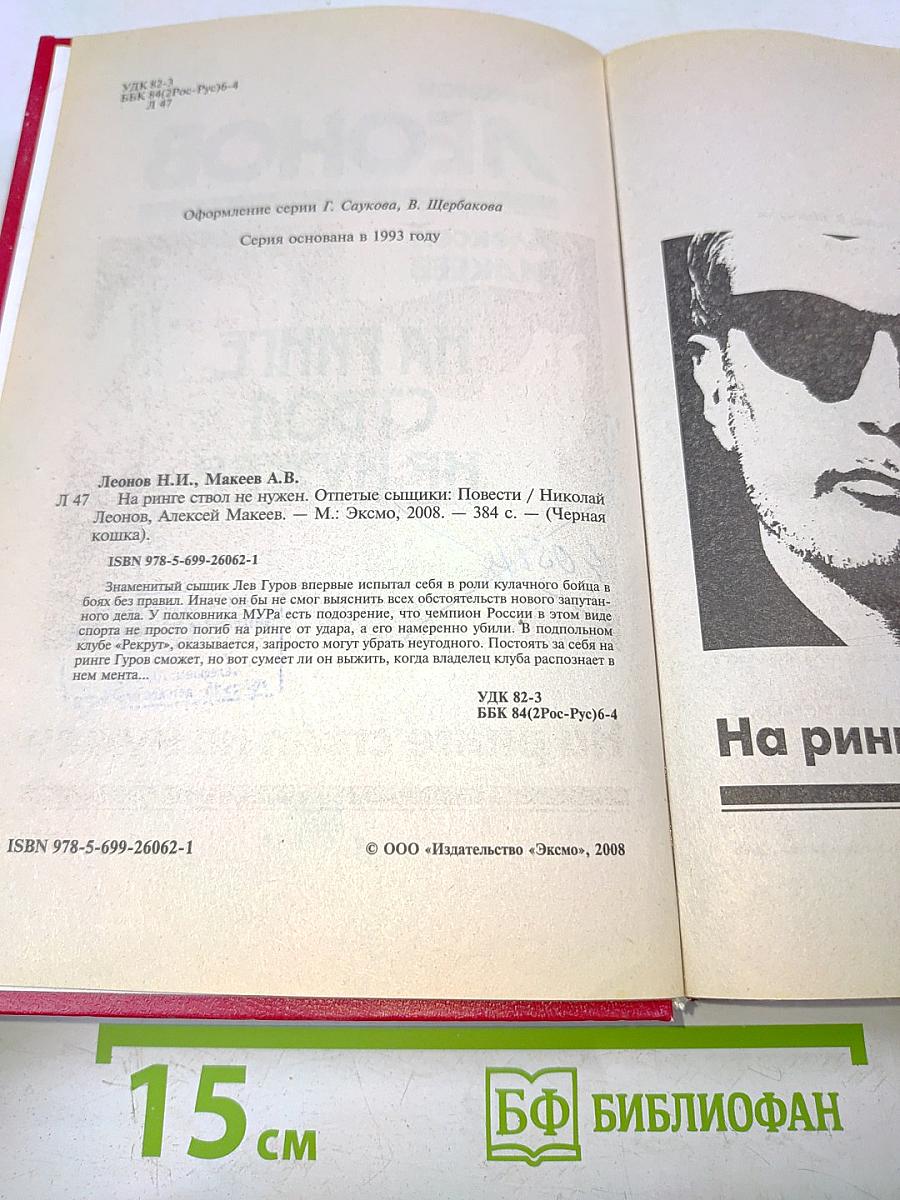 УДК 82-3
ББК 84(2Рос-Рус)6-4
Л 47
Оформление серии Г. Саукова, В. Щербакова
Серия основана в 1993 году
Леонов Н.И., Макеев А.В.
Л 47 На ринге ствол не нужен. Отпетые сыщики: Повести / Николай
Леонов, Алексей Макеев. — М.: Эксмо, 2008. — 384 с. — (Черная
кошка).
ISBN 978-5-699-26062-1
Знаменитый сыщик Лев Гуров впервые испытал себя в роли кулачного бойца в
боях без правил. Иначе он бы не смог выяснить всех обстоятельств нового запутан-
ного дела. У полковника МУРа есть подозрение, что чемпион России в этом виде
спорта не просто погиб на ринге от удара, а его намеренно убили. В подпольном
клубе «Рекрут», оказывается, запросто могут убрать неугодного. Постоять за себя на
ринге Гуров сможет, но вот сумеет ли он выжить, когда владелец клуба распознает в
нем мента...
УДК 82-3
ББК 84(2Рос-Рус)6-4
ISBN 978-5-699-26062-1
© ООО «Издательство «Эксмо», 2008
На ринг
15 см
БФ БИБЛИОФАН